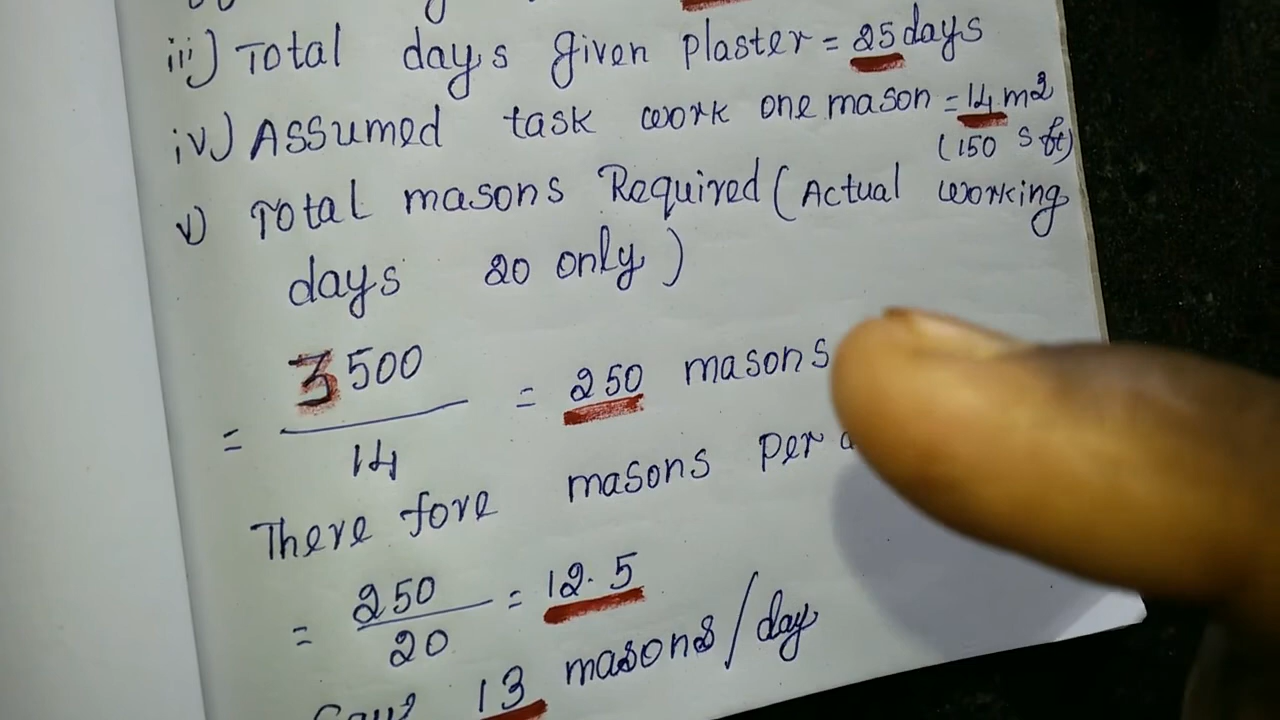 iii) Total days given plaster = 25 days
iv) Assumed task work one mason = 14 m2
(150 sft)
v) Total masons Required (Actual working
days 20 only)
= 3500 / 14 = 250 masons
There fore masons per
= 250 / 20 = 12.5
13 masons/day